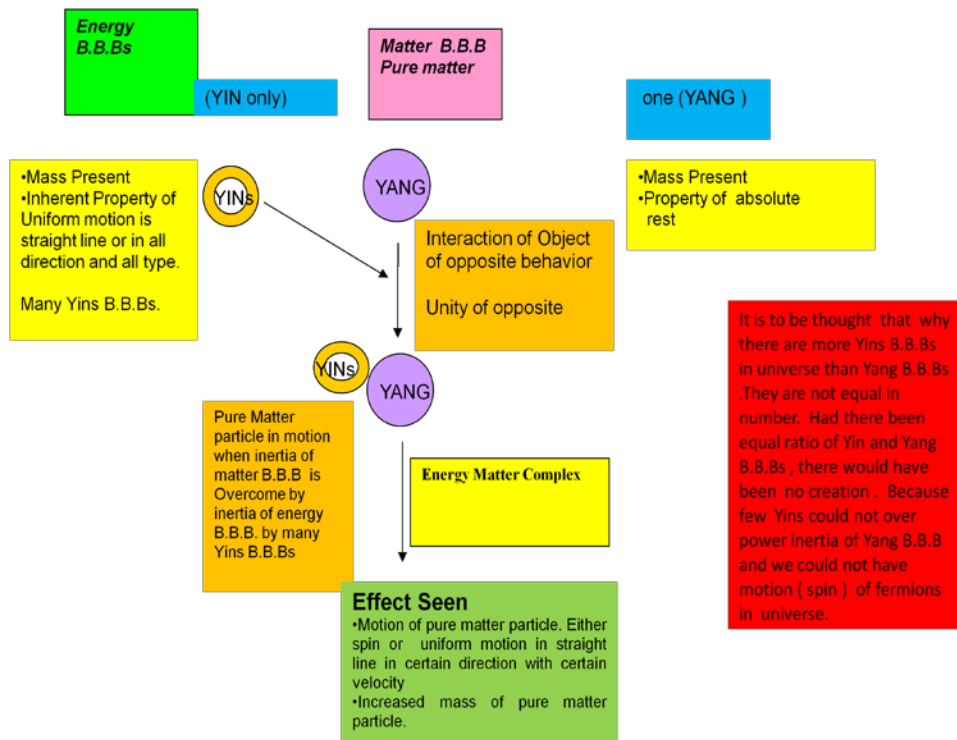 Energy
B.B.Bs
Matter B.B.B
Pure matter
(YIN only)
one (YANG )
•Mass Present
•Inherent Property of
Uniform motion is
straight line or in all
direction and all type.
Many Yins B.B.Bs.
YINs
YANG
•Mass Present
•Property of absolute
rest
Interaction of Object
of opposite behavior
Unity of opposite
YINs
YANG
Pure Matter
particle in motion
when inertia of
matter B.B.B is
Overcome by
inertia of energy
B.B.B. by many
Yins B.B.Bs
Energy Matter Complex
It is to be thought that why
there are more Yins B.B.Bs
in universe than Yang B.B.Bs
.They are not equal in
number. Had there been
equal ratio of Yin and Yang
B.B.Bs , there would have
been no creation . Because
few Yins could not over
power inertia of Yang B.B.B
and we could not have
motion ( spin ) of fermions
in universe.
Effect Seen
•Motion of pure matter particle. Either
spin or uniform motion in straight
line in certain direction with certain
velocity
•Increased mass of pure matter
particle.